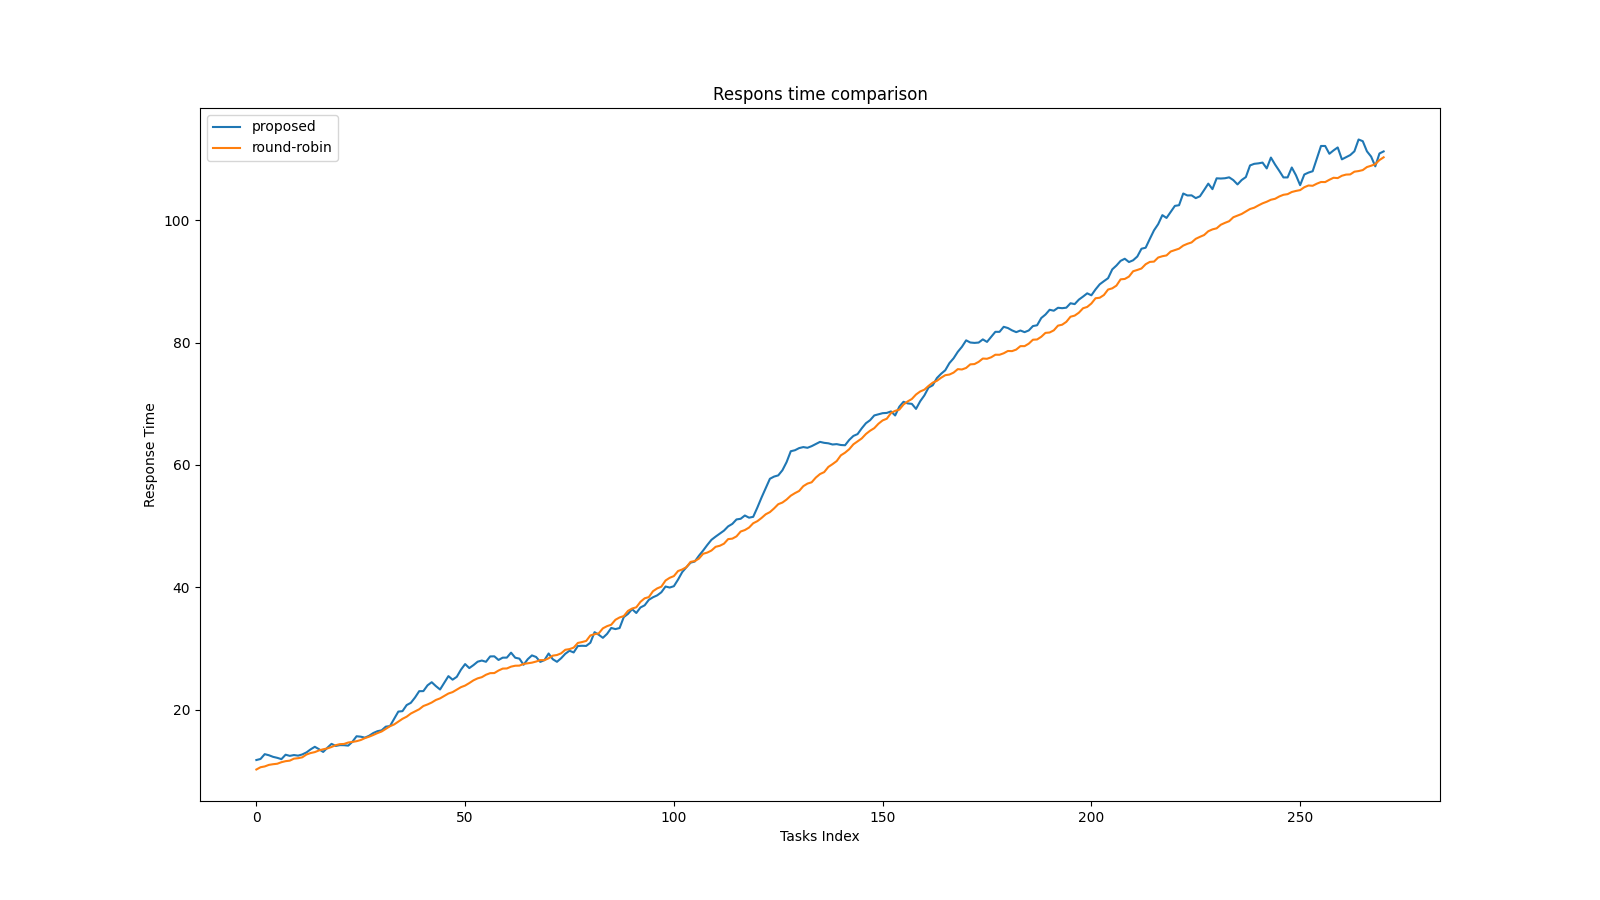 Respons time comparison
proposed
round-robin
100
80
60
40
20
Response Time
0 50 100 150 200 250
Tasks Index